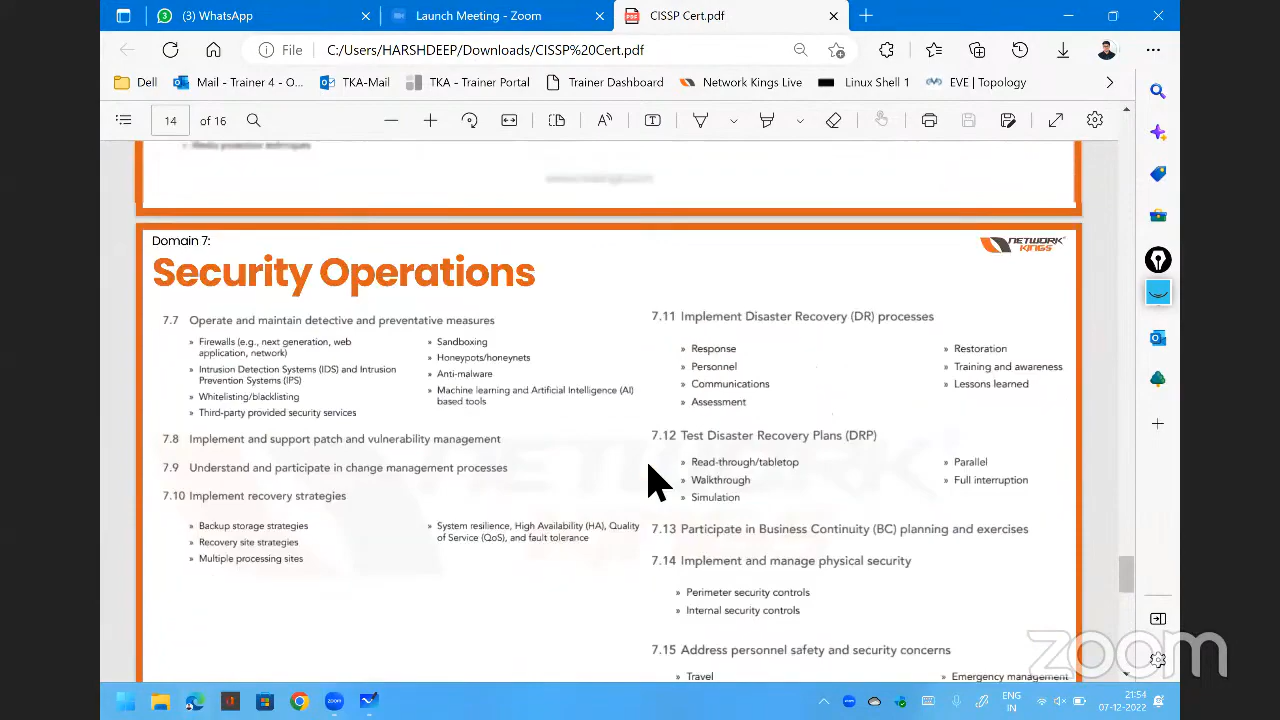 (3) WhatsApp
Launch Meeting - Zoom
CISSP Cert.pdf
File
C:/Users/HARSHDEEP/Downloads/CISSP%20Cert.pdf
Dell
Mail - Trainer 4 - O...
TKA-Mail
TKA - Trainer Portal
Trainer Dashboard
Network Kings Live
Linux Shell 1
EVE | Topology
14 of 16
Domain 7:
NETWORK
KINGS
Security Operations
7.7 Operate and maintain detective and preventative measures
» Firewalls (e.g., next generation, web
application, network)
» Intrusion Detection Systems (IDS) and Intrusion
Prevention Systems (IPS)
» Whitelisting/blacklisting
» Third-party provided security services
» Sandboxing
» Honeypots/honeynets
» Anti-malware
» Machine learning and Artificial Intelligence (AI)
based tools
7.8 Implement and support patch and vulnerability management
7.9 Understand and participate in change management processes
7.10 Implement recovery strategies
» Backup storage strategies
» Recovery site strategies
» Multiple processing sites
» System resilience, High Availability (HA), Quality
of Service (QoS), and fault tolerance
7.11 Implement Disaster Recovery (DR) processes
» Response
» Personnel
» Communications
» Assessment
» Restoration
» Training and awareness
» Lessons learned
7.12 Test Disaster Recovery Plans (DRP)
» Read-through/tabletop
» Walkthrough
» Simulation
» Parallel
» Full interruption
7.13 Participate in Business Continuity (BC) planning and exercises
7.14 Implement and manage physical security
» Perimeter security controls
» Internal security controls
7.15 Address personnel safety and security concerns
» Travel
» Emergency management
zoom
ENG
IN
21:54
07-12-2022